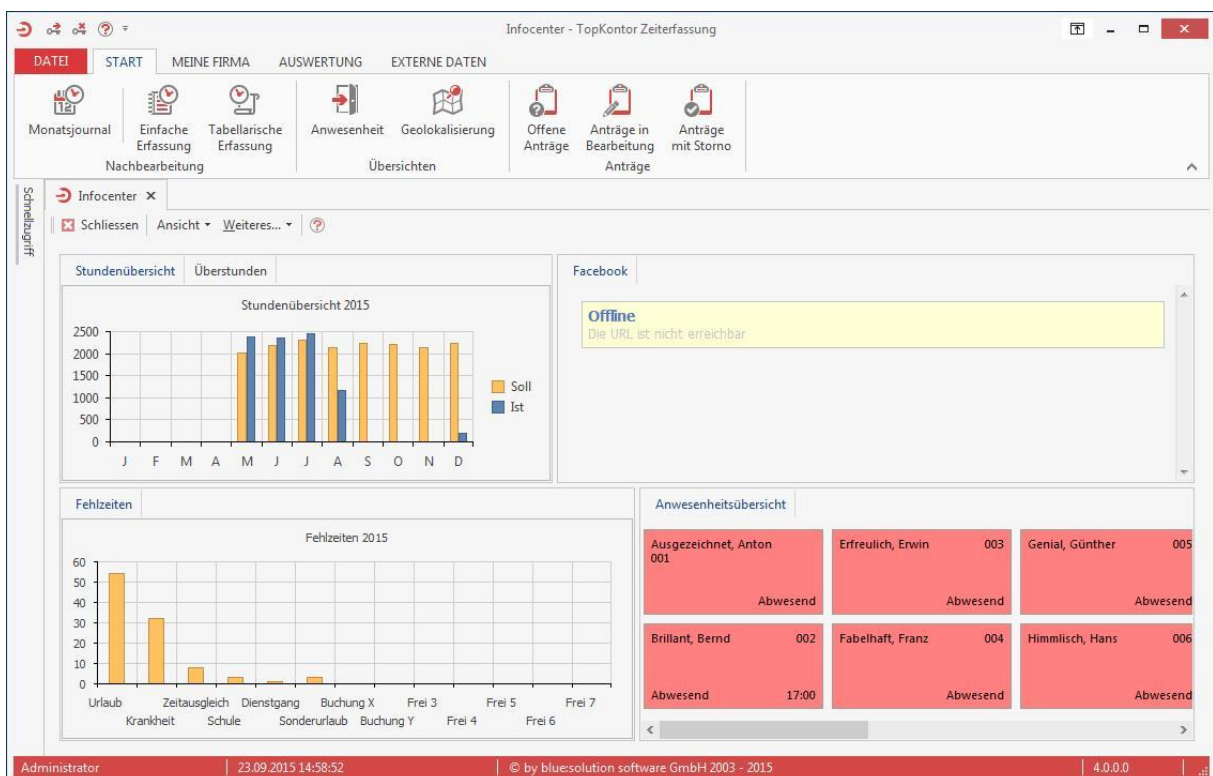 Infocenter - TopKontor Zeiterfassung
DATEI START MEINE FIRMA AUSWERTUNG EXTERNE DATEN
12
Monatsjournal
Einfache Erfassung
Tabellarische Erfassung
Anwesenheit
Geolokalisierung
Offene Anträge
Anträge in Bearbeitung
Anträge mit Storno
Nachbearbeitung
Übersichten
Anträge
Schnellzugriff
Infocenter
Schliessen Ansicht Weiteres...
Stundenübersicht Überstunden
Stundenübersicht 2015
2500
2000
1500
1000
500
0
J F M A M J J A S O N D
Soll
Ist
Facebook
Offline
Die URL ist nicht erreichbar
Fehlzeiten
Fehlzeiten 2015
60
50
40
30
20
10
0
Urlaub Zeitausgleich Dienstgang Buchung X Frei 3 Frei 5 Frei 7
Krankheit Schule Sonderurlaub Buchung Y Frei 4 Frei 6
Anwesenheitsübersicht
Ausgezeichnet, Anton
001
Abwesend
Erfreulich, Erwin 003
Abwesend
Genial, Günther 005
Abwesend
Brillant, Bernd 002
Abwesend 17:00
Fabelhaft, Franz 004
Abwesend
Himmlisch, Hans 006
Abwesend
Administrator 23.09.2015 14:58:52 © by blue:solution software GmbH 2003 - 2015 4.0.0.0